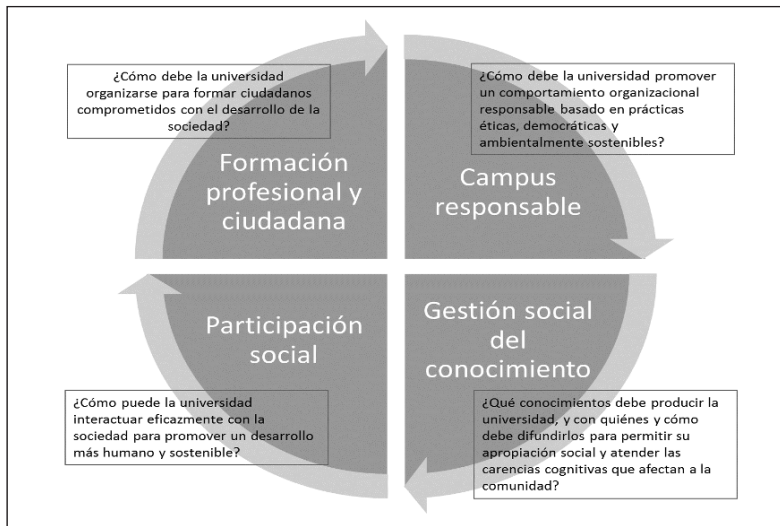 ¿Cómo debe la universidad
organizarse para formar ciudadanos
comprometidos con el desarrollo de la
sociedad?
¿Cómo debe la universidad promover
un comportamiento organizacional
responsable basado en prácticas
éticas, democráticas y
ambientalmente sostenibles?
Formación
profesional y
ciudadana
Campus
responsable
Participación
social
Gestión social
del
conocimiento
¿Cómo puede la universidad
interactuar eficazmente con la
sociedad para promover un desarrollo
más humano y sostenible?
¿Qué conocimientos debe producir la
universidad, y con quiénes y cómo
debe difundirlos para permitir su
apropiación social y atender las
carencias cognitivas que afectan a la
comunidad?